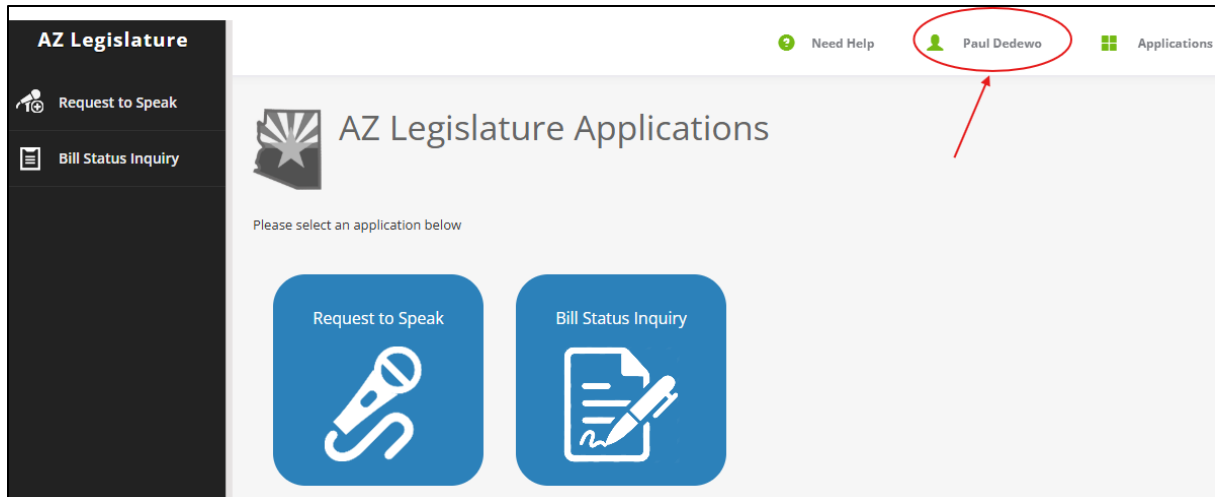 AZ Legislature
Need Help
Paul Dedewo
Applications
Request to Speak
Bill Status Inquiry
AZ Legislature Applications
Please select an application below
Request to Speak
Bill Status Inquiry